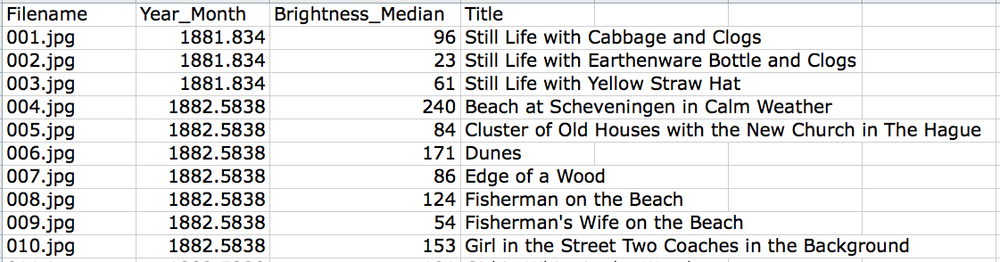 Filename Year_Month Brightness_Median Title
001.jpg 1881.834 96 Still Life with Cabbage and Clogs
002.jpg 1881.834 23 Still Life with Earthenware Bottle and Clogs
003.jpg 1881.834 61 Still Life with Yellow Straw Hat
004.jpg 1882.5838 240 Beach at Scheveningen in Calm Weather
005.jpg 1882.5838 84 Cluster of Old Houses with the New Church in The Hague
006.jpg 1882.5838 171 Dunes
007.jpg 1882.5838 86 Edge of a Wood
008.jpg 1882.5838 124 Fisherman on the Beach
009.jpg 1882.5838 54 Fisherman's Wife on the Beach
010.jpg 1882.5838 153 Girl in the Street Two Coaches in the Background